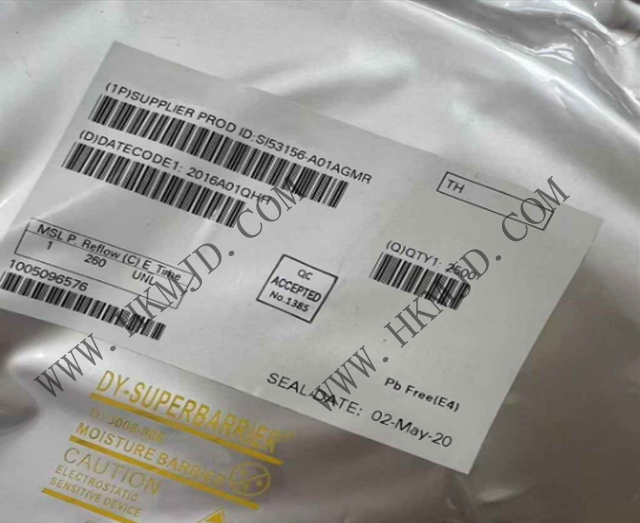 (1P)SUPPLIER PROD ID:SI53156-A01AGMR
(D)DATECODE1: 2016A01QHR
TH
(Q)QTY1: 2500
MSL P. Reflow (C) E_Time
1 260 UNL
1005096576
QC
ACCEPTED
No.1385
Pb Free(E4)
SEAL DATE: 02-May-20
WWW.HKMJD.COM
WWW.HKMJD.COM
DY-SUPERBARRIER
MOISTURE BARRIER
CAUTION
ELECTROSTATIC
SENSITIVE DEVICE